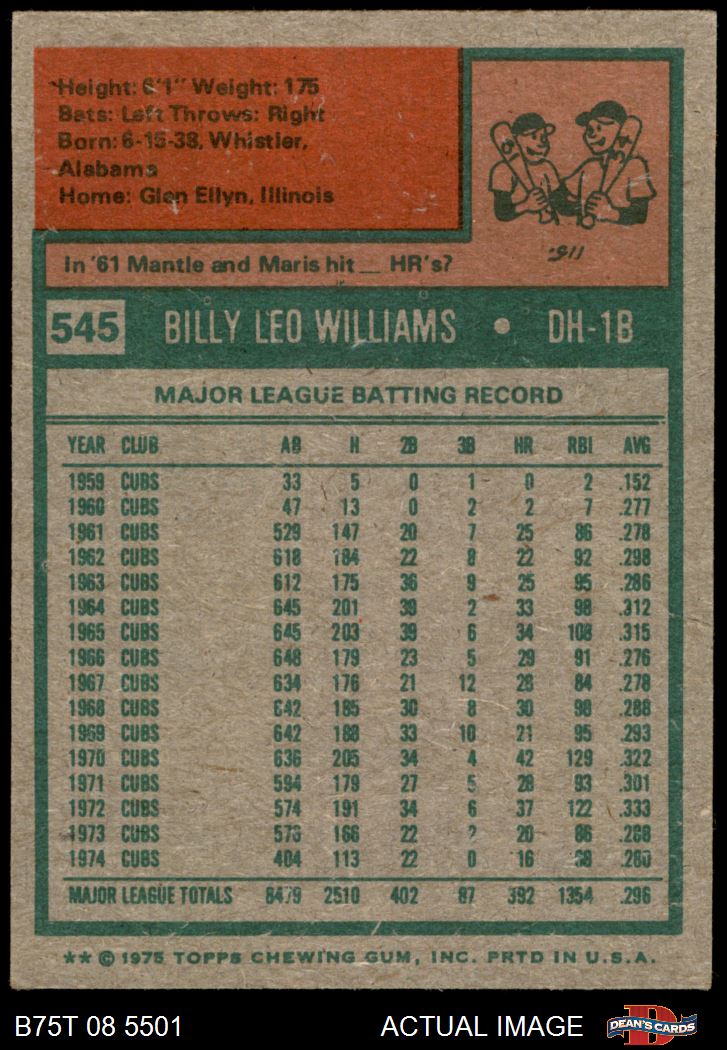 Height: 6'1" Weight: 175
Bats: Left Throws: Right
Born: 6-15-38, Whistler,
Alabama
Home: Glen Ellyn, Illinois
In '61 Mantle and Maris hit __ HR's?
115.
545 BILLY LEO WILLIAMS • DH-1B
MAJOR LEAGUE BATTING RECORD
YEAR CLUB AB H 2B 3B HR RBI AVG
1959 CUBS 33 5 0 1 0 2 .152
1960 CUBS 47 13 0 2 2 7 .277
1961 CUBS 529 147 20 7 25 86 .278
1962 CUBS 618 184 22 8 22 92 .298
1963 CUBS 612 175 36 9 25 95 .286
1964 CUBS 645 201 39 2 33 98 .312
1965 CUBS 645 203 39 6 34 108 .315
1966 CUBS 648 179 23 5 29 91 .276
1967 CUBS 634 176 21 12 28 84 .278
1968 CUBS 642 185 30 8 30 98 .288
1969 CUBS 642 188 33 10 21 95 .293
1970 CUBS 636 205 34 4 42 129 .322
1971 CUBS 594 179 27 5 28 93 .301
1972 CUBS 574 191 34 6 37 122 .333
1973 CUBS 573 166 22 20 86 .288
1974 CUBS 404 113 22 0 16 .280
MAJOR LEAGUE TOTALS 8479 2510 402 87 392 1354 .296
** © 1975 TOPPS CHEWING GUM, INC. PRTD IN U.S.A.
B75T 08 5501 ACTUAL IMAGE DEAN'S CARDS